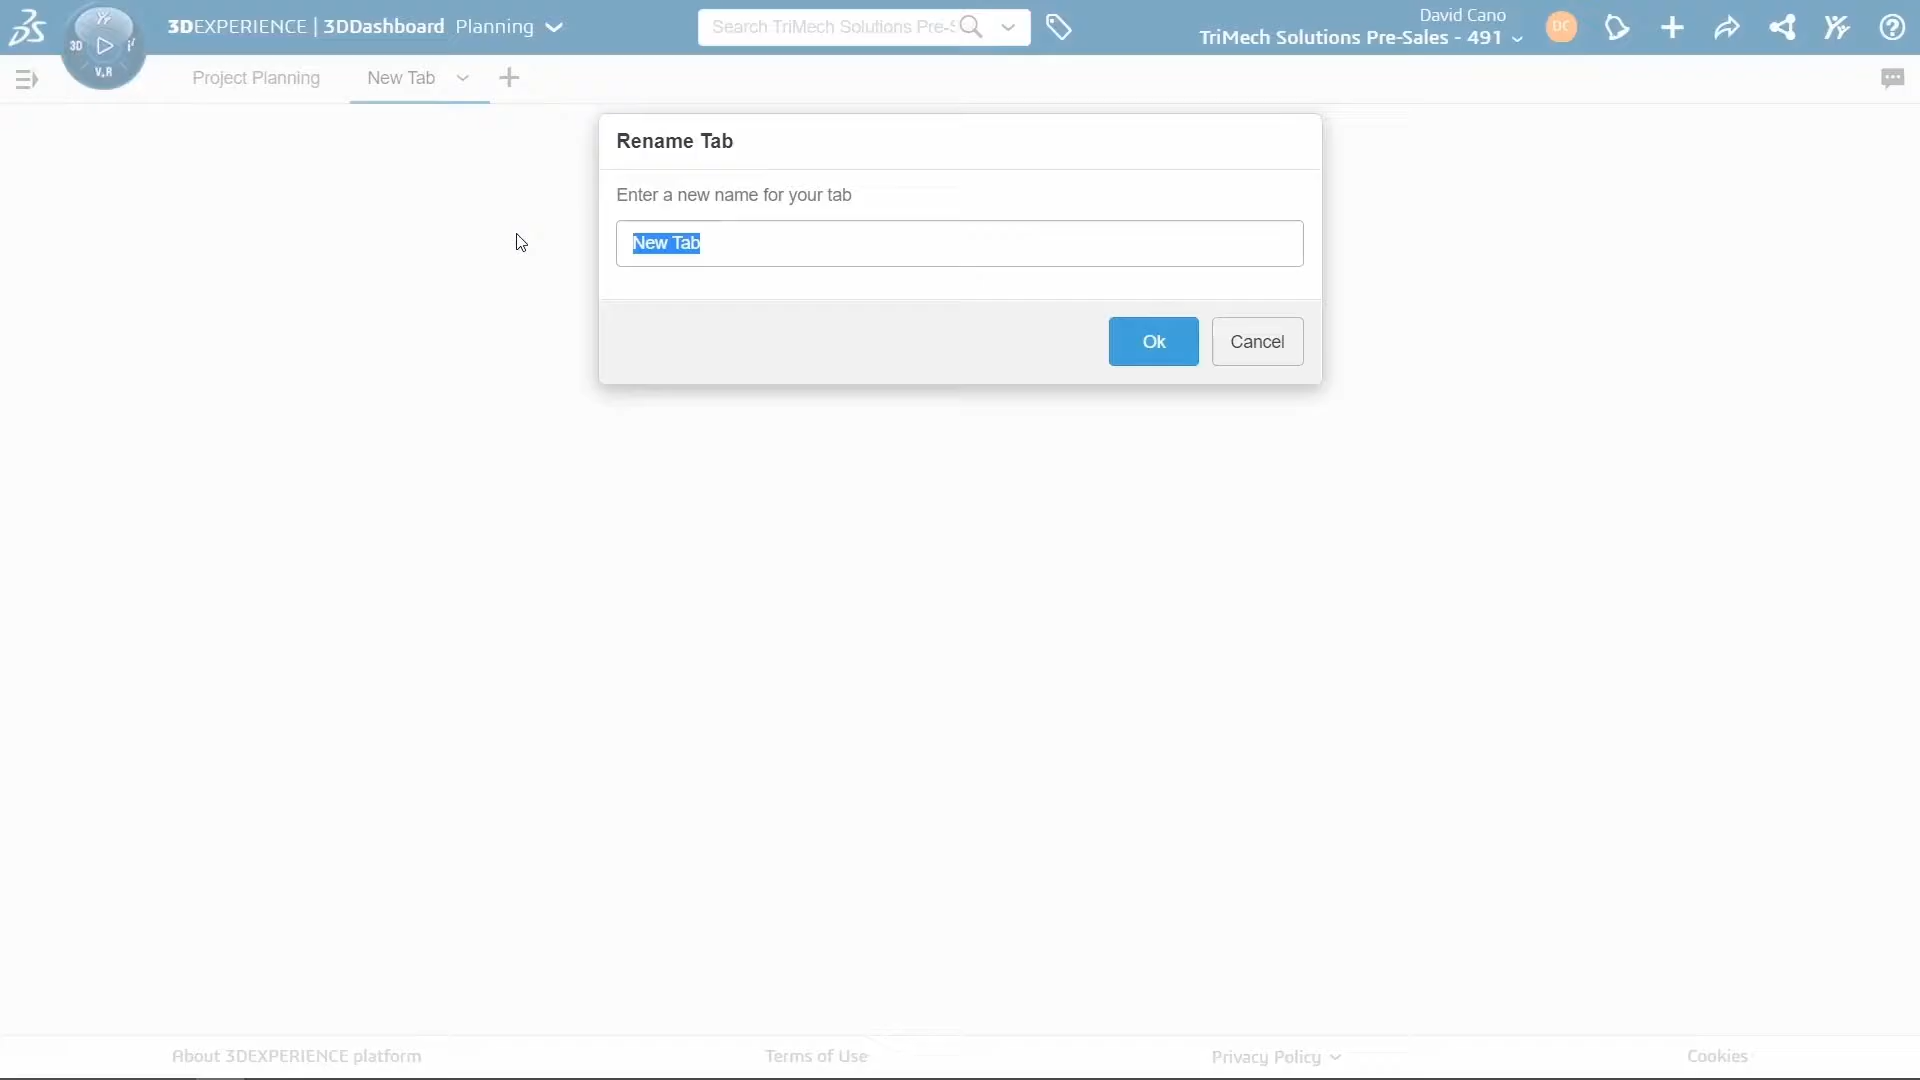 3DEXPERIENCE | 3DDashboard Planning
Search TriMech Solutions Pre-S
David Cano
TriMech Solutions Pre-Sales - 491
DC
3D
V.R
Project Planning
New Tab
Rename Tab
Enter a new name for your tab
New Tab
Ok
Cancel
About 3DEXPERIENCE platform
Terms of Use
Privacy Policy
Cookies